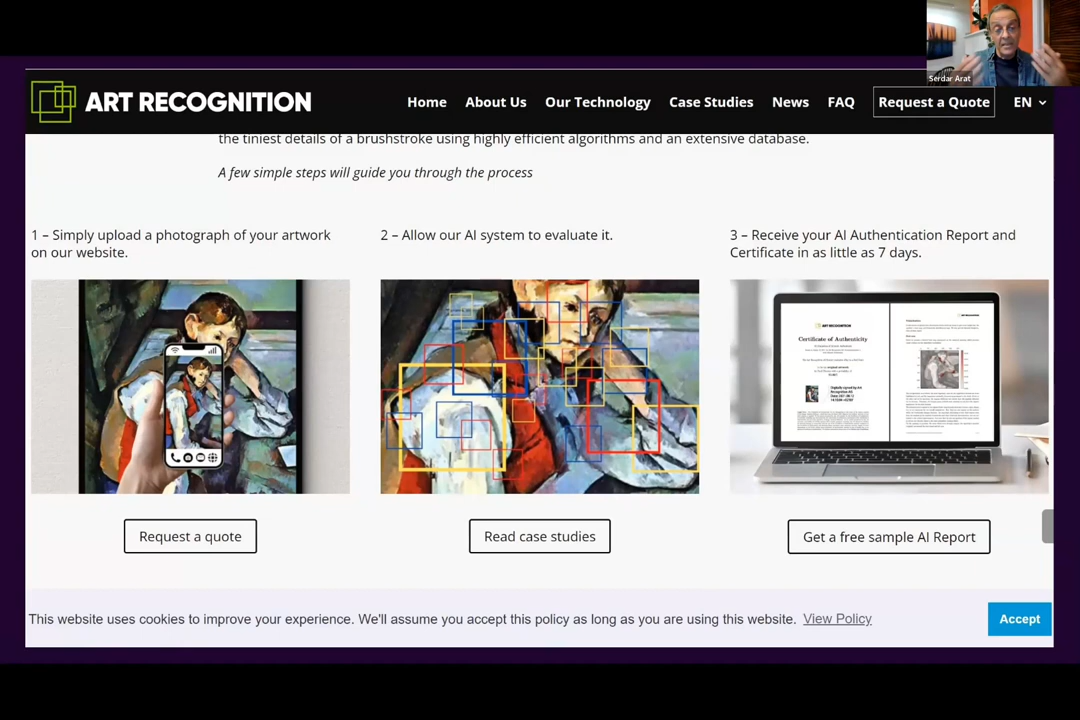 Serdar Arat
ART RECOGNITION
Home About Us Our Technology Case Studies News FAQ Request a Quote EN
the tiniest details of a brushstroke using highly efficient algorithms and an extensive database.
A few simple steps will guide you through the process
1 – Simply upload a photograph of your artwork
on our website.
2 – Allow our AI system to evaluate it.
3 – Receive your AI Authentication Report and
Certificate in as little as 7 days.
ART RECOGNITION
Certificate of Authenticity
Request a quote
Read case studies
Get a free sample AI Report
This website uses cookies to improve your experience. We'll assume you accept this policy as long as you are using this website. View Policy
Accept